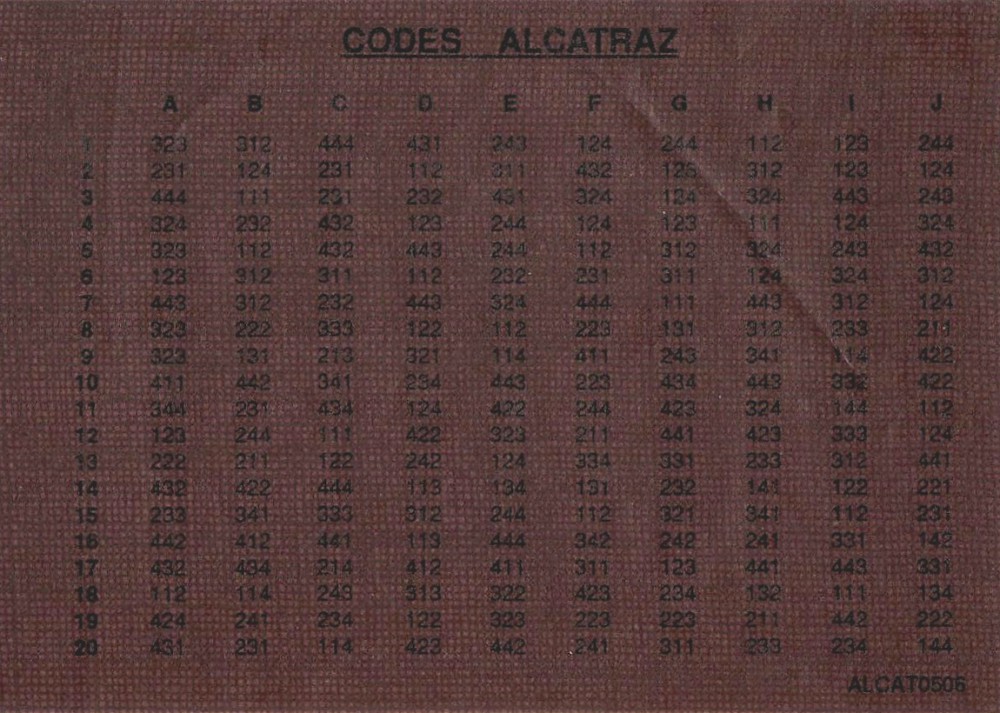 CODES ALCATRAZ
A B C D E F G H I J
1 323 312 444 431 243 124 244 112 123 244
2 231 124 231 112 311 432 123 312 123 124
3 444 111 231 232 431 324 124 324 443 243
4 324 232 432 123 244 124 123 111 124 324
5 323 112 432 443 244 112 312 324 243 432
6 123 312 311 112 232 231 311 124 324 312
7 443 312 232 443 324 444 111 443 312 124
8 323 222 333 122 112 223 131 312 233 211
9 323 131 213 321 114 411 243 341 114 422
10 411 442 341 234 443 223 434 443 332 422
11 344 231 434 124 422 244 423 324 144 112
12 123 244 111 422 323 211 441 423 333 124
13 222 211 122 242 124 334 331 233 312 441
14 432 422 444 113 134 131 232 141 122 221
15 233 341 333 312 244 112 321 341 112 231
16 442 412 441 113 444 342 242 241 331 142
17 432 434 214 412 411 311 123 441 443 331
18 112 114 243 313 322 423 234 132 111 134
19 424 241 234 122 323 223 223 211 442 222
20 431 231 114 423 442 241 311 233 234 144
ALCAT0506